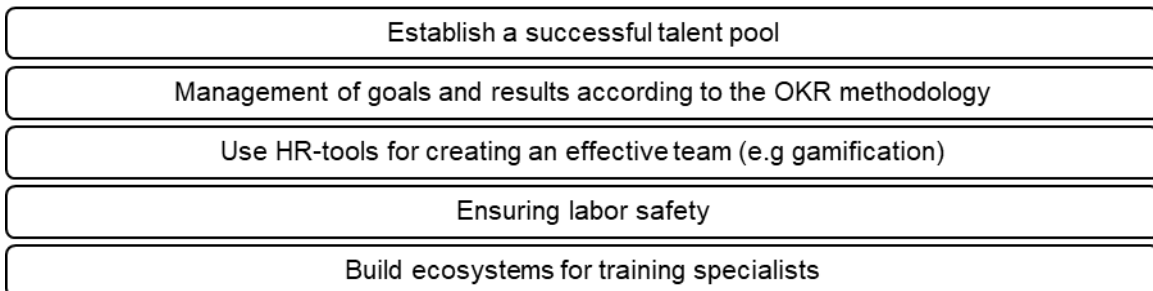 Establish a successful talent pool
Management of goals and results according to the OKR methodology
Use HR-tools for creating an effective team (e.g gamification)
Ensuring labor safety
Build ecosystems for training specialists